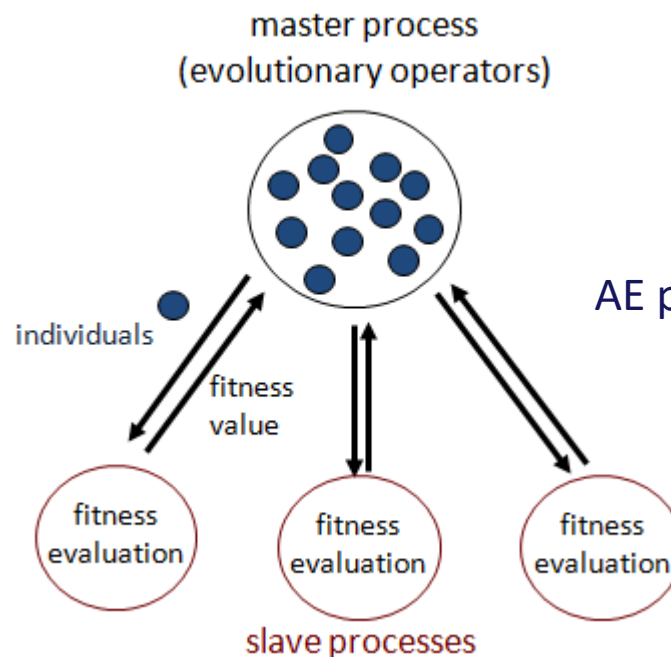 master process
(evolutionary operators)
AE p
individuals
fitness
value
fitness
evaluation
fitness
evaluation
fitness
evaluation
slave processes